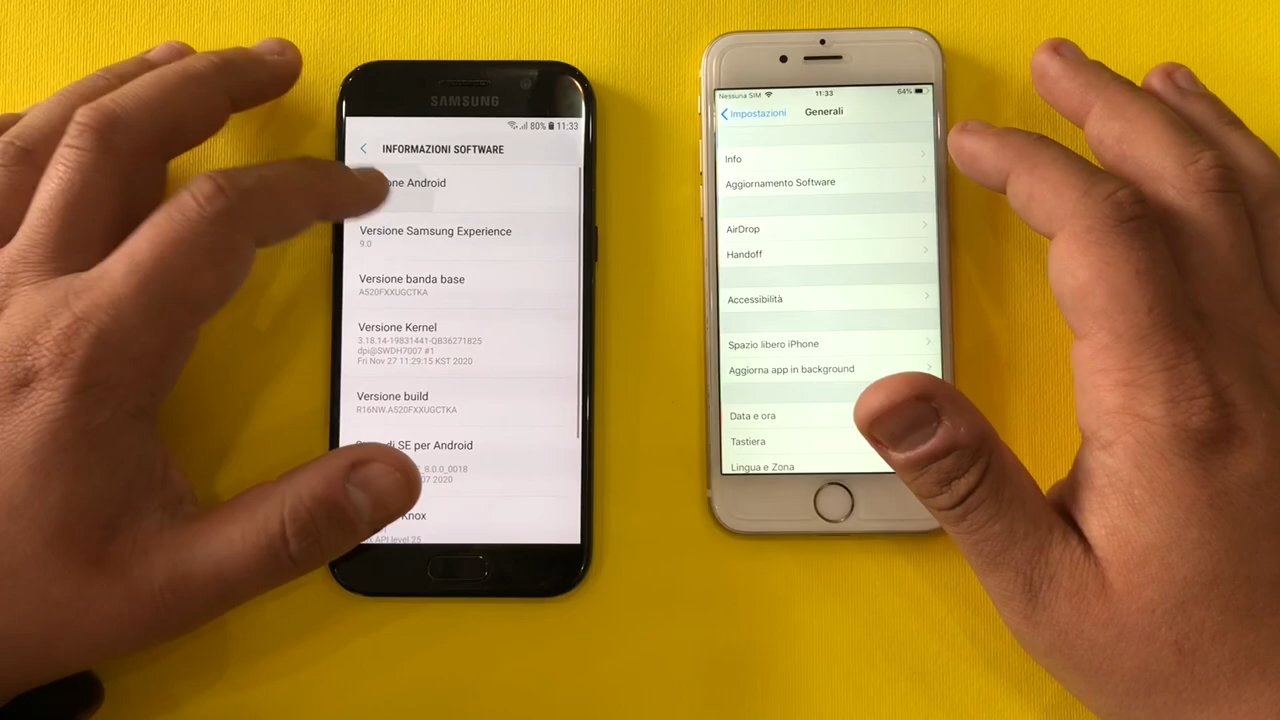 SAMSUNG
80% 11:33
INFORMAZIONI SOFTWARE
one Android
Versione Samsung Experience
9.0
Versione banda base
A520FXXUGCTKA
Versione Kernel
3.18.14-19831441-QB36271825
dpi@SWDH7007 #1
Fri Nov 27 11:29:15 KST 2020
Versione build
R16NW.A520FXXUGCTKA
di SE per Android
_8.0.0_0018
07 2020
Knox
API level 25
Nessuna SIM 11:33 64%
Impostazioni Generali
Info
Aggiornamento Software
AirDrop
Handoff
Accessibilità
Spazio libero iPhone
Aggiorna app in background
Data e ora
Tastiera
Lingua e Zona